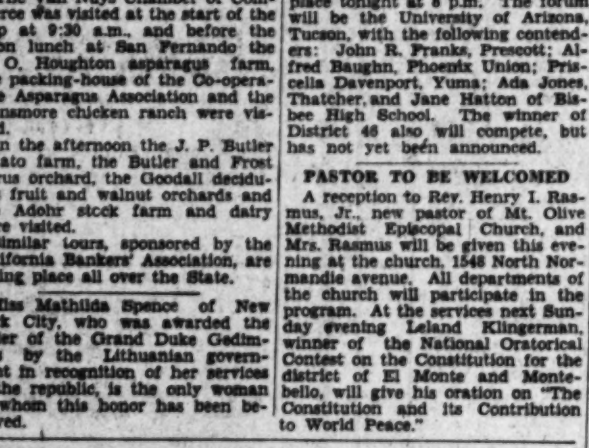 rce was visited at the start of the
p at 9:30 a.m., and before the
on lunch at San Fernando the
O. Houghton asparagus farm,
packing-house of the Co-opera-
e Asparagus Association and the
nsmore chicken ranch were vis-
d.
n the afternoon the J. P. Butler
ato farm, the Butler and Frost
rus orchard, the Goodall decidu-
fruit and walnut orchards and
Adohr stock farm and dairy
re visited.
similar tours, sponsored by the
ifornia Bankers' Association, are
ing place all over the State.
iss Mathilda Spence of New
k City, who was awarded the
er of the Grand Duke Gedim-
s by the Lithuanian govern-
nt in recognition of her services
the republic, is the only woman
whom this honor has been be-
wed.
place tonight at 8 p.m. The forum
will be the University of Arizona,
Tucson, with the following contend-
ers: John R. Franks, Prescott; Al-
fred Baughn, Phoenix Union; Pris-
cella Davenport, Yuma; Ada Jones,
Thatcher, and Jane Hatton of Bis-
bee High School. The winner of
District 46 also will compete, but
has not yet been announced.
PASTOR TO BE WELCOMED
A reception to Rev. Henry I. Ras-
mus, Jr., new pastor of Mt. Olive
Methodist Episcopal Church, and
Mrs. Rasmus will be given this eve-
ning at the church, 1548 North Nor-
mandie avenue. All departments of
the church will participate in the
program. At the services next Sun-
day evening Leland Klingerman,
winner of the National Oratorical
Contest on the Constitution for the
district of El Monte and Monte-
bello, will give his oration on "The
Constitution and its Contribution
to World Peace."